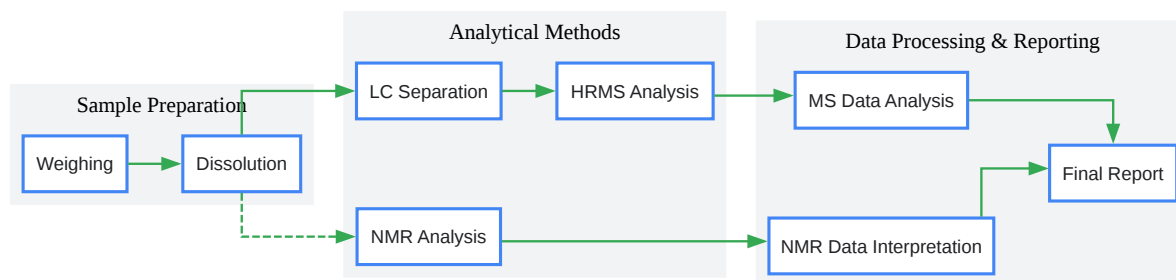 Sample Preparation
Weighing
Dissolution
Analytical Methods
LC Separation
HRMS Analysis
NMR Analysis
Data Processing & Reporting
MS Data Analysis
NMR Data Interpretation
Final Report